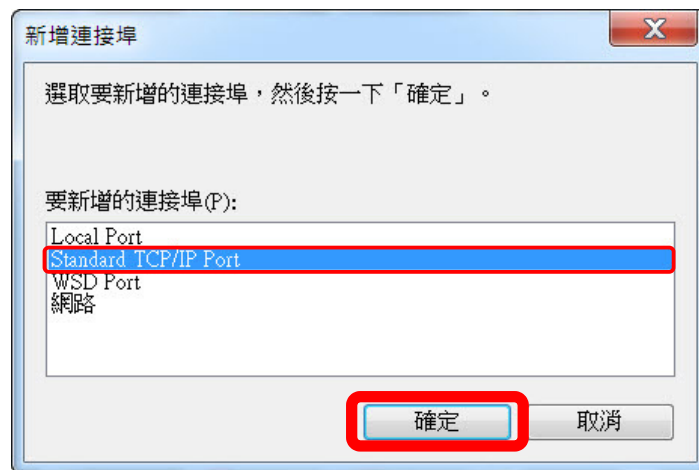 新增連接埠
選取要新增的連接埠，然後按一下「確定」。
要新增的連接埠(P):
Local Port
Standard TCP/IP Port
WSD Port
網路
確定
取消